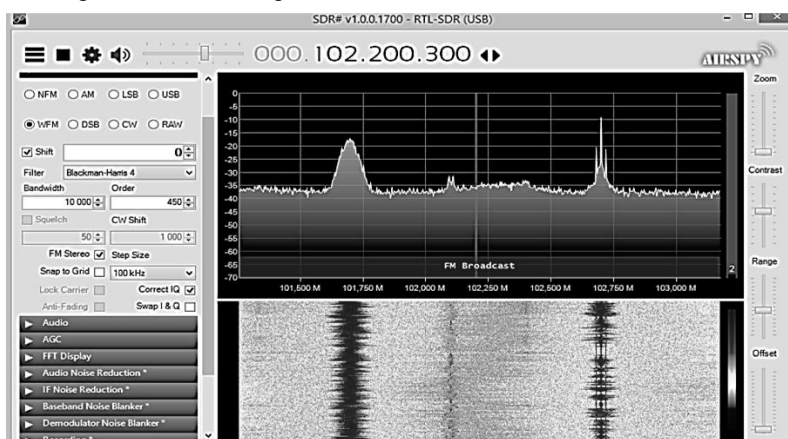 SDR# v1.0.0.1700 - RTL-SDR (USB)
000.102.200.300
AIRSPY
Zoom
NFM AM LSB USB
WFM DSB CW RAW
Shift 0
Filter Blackman-Harris 4
Bandwidth Order
10 000 450
Squelch CW Shift
50 1 000
FM Stereo Step Size
Snap to Grid 100 kHz
Lock Carrier Correct IQ
Anti-Fading Swap I & Q
Audio
AGC
FFT Display
Audio Noise Reduction *
IF Noise Reduction *
Baseband Noise Blanker *
Demodulator Noise Blanker *
0
-5
-10
-15
-20
-25
-30
-35
-40
-45
-50
-55
-60
-65
-70
FM Broadcast
2
101,500 M 101,750 M 102,000 M 102,250 M 102,500 M 102,750 M 103,000 M
Contrast
Range
Offset